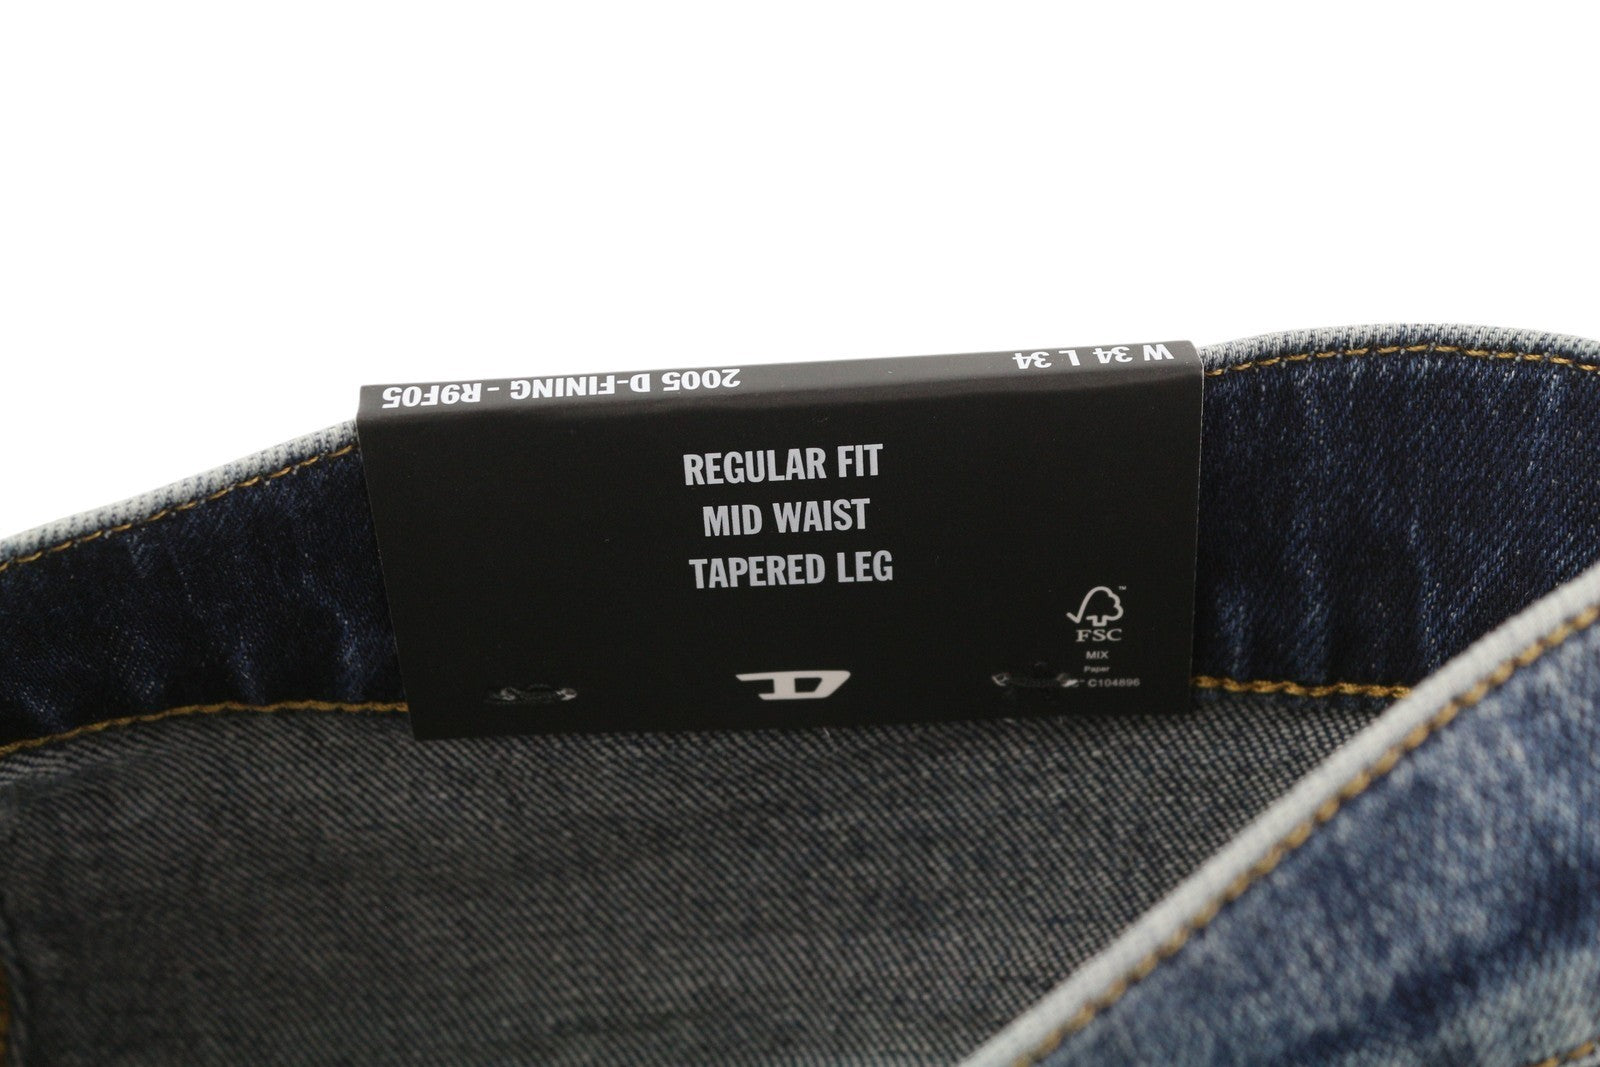 W 34 L 34
2005 D-FINING - R9F05
REGULAR FIT
MID WAIST
TAPERED LEG
FSC
MIX
Paper
C104896